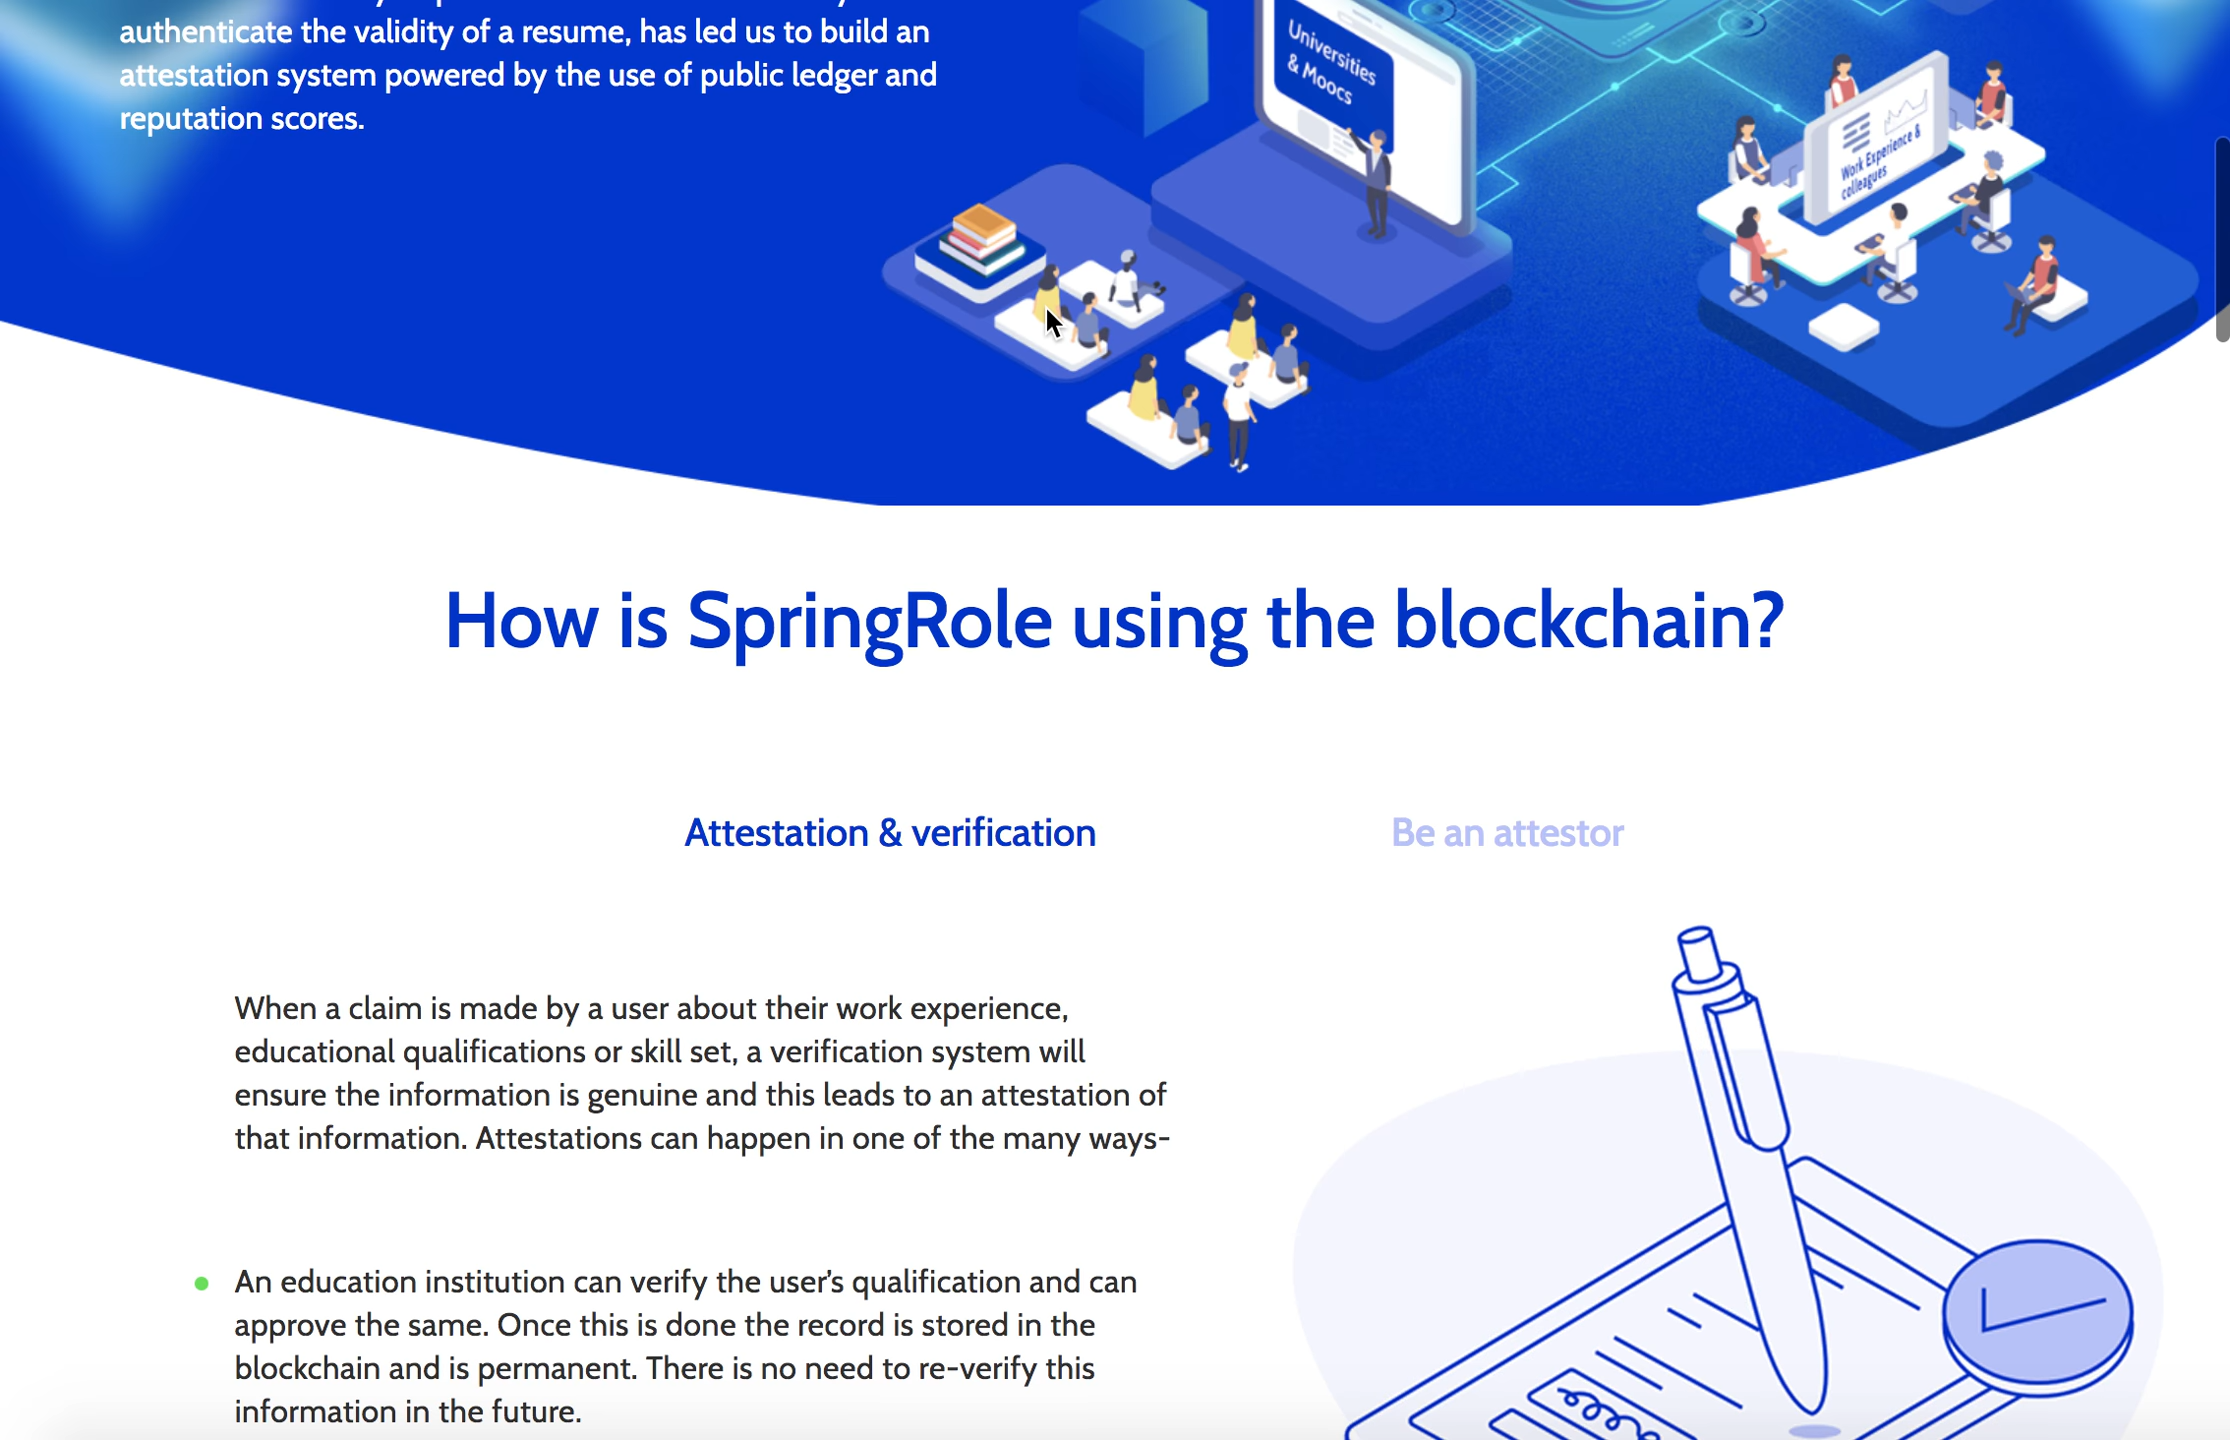 authenticate the validity of a resume, has led us to build an
attestation system powered by the use of public ledger and
reputation scores.
Universities
& Moocs
Work Experience &
colleagues
How is SpringRole using the blockchain?
Attestation & verification
Be an attestor
When a claim is made by a user about their work experience,
educational qualifications or skill set, a verification system will
ensure the information is genuine and this leads to an attestation of
that information. Attestations can happen in one of the many ways-
An education institution can verify the user's qualification and can
approve the same. Once this is done the record is stored in the
blockchain and is permanent. There is no need to re-verify this
information in the future.